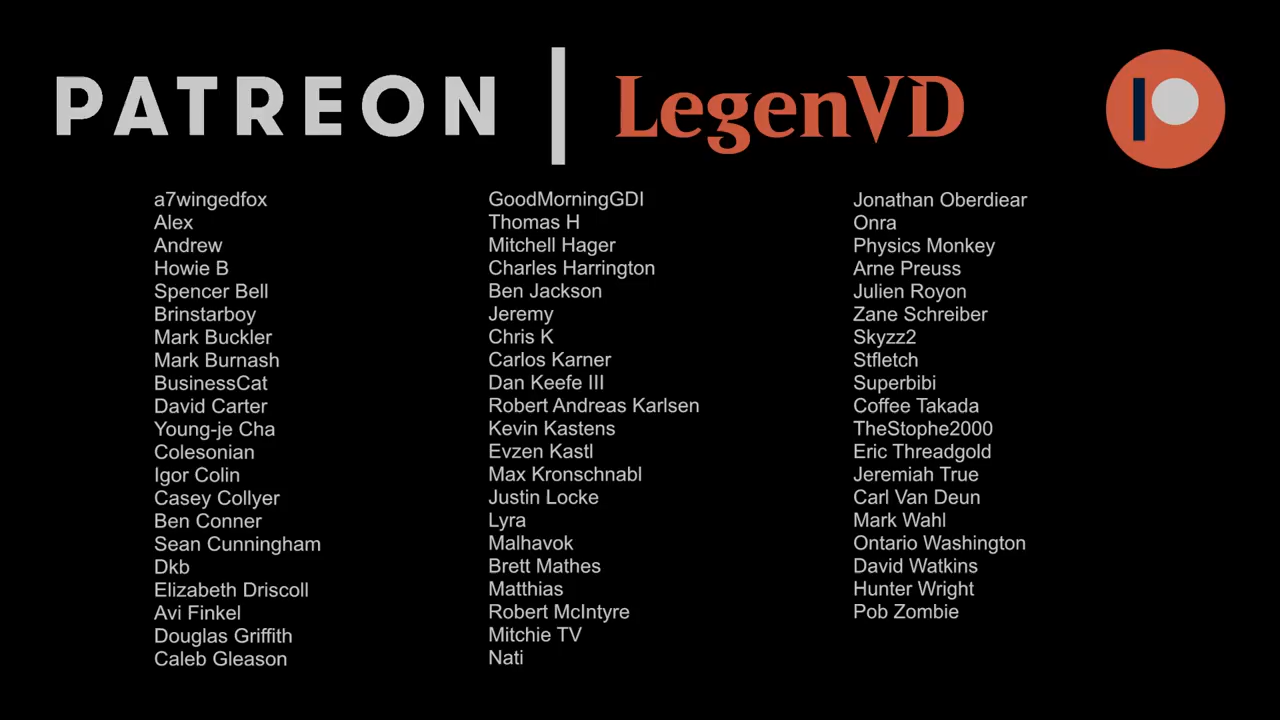 PATREON | LegenVD
a7wingedfox
Alex
Andrew
Howie B
Spencer Bell
Brinstarboy
Mark Buckler
Mark Burnash
BusinessCat
David Carter
Young-je Cha
Colesonian
Igor Colin
Casey Collyer
Ben Conner
Sean Cunningham
Dkb
Elizabeth Driscoll
Avi Finkel
Douglas Griffith
Caleb Gleason
GoodMorningGDI
Thomas H
Mitchell Hager
Charles Harrington
Ben Jackson
Jeremy
Chris K
Carlos Karner
Dan Keefe III
Robert Andreas Karlsen
Kevin Kastens
Evzen Kastl
Max Kronschnabl
Justin Locke
Lyra
Malhavok
Brett Mathes
Matthias
Robert McIntyre
Mitchie TV
Nati
Jonathan Oberdiear
Onra
Physics Monkey
Arne Preuss
Julien Royon
Zane Schreiber
Skyzz2
Stfletch
Superbibi
Coffee Takada
TheStophe2000
Eric Threadgold
Jeremiah True
Carl Van Deun
Mark Wahl
Ontario Washington
David Watkins
Hunter Wright
Pob Zombie